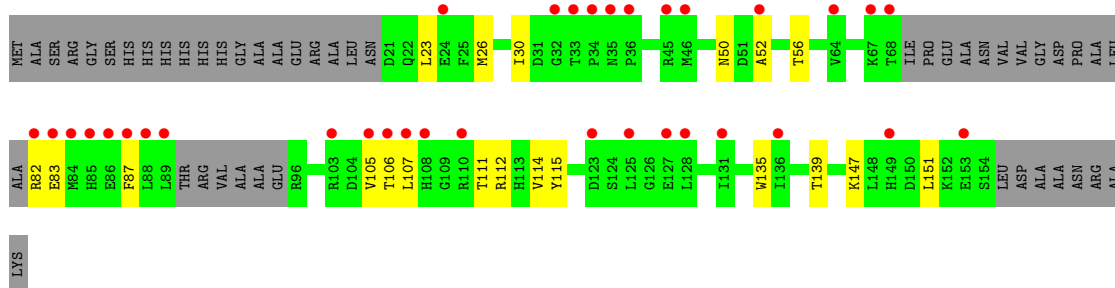 MET ALA SER ARG GLY SER HIS HIS HIS HIS HIS HIS GLY ALA ALA GLU ARG ALA LEU ASN D21 Q22 L23 E24 F25 M26 I30 D31 G32 T33 P34 N35 P36 R45 M46 N50 D51 A52 T56 V64 K67 T68 ILE PRO GLU ALA ASN VAL VAL GLY ASP PRO ALA LEU
ALA R82 E83 M84 H85 E86 F87 L88 L89 THR ARG VAL ALA ALA GLU R96 R103 D104 V105 T106 L107 H108 G109 R110 T111 R112 H113 V114 Y115 D123 S124 L125 G126 E127 L128 I131 W135 I136 T139 K147 L148 H149 D150 L151 K152 E153 S154 LEU ASP ALA ALA ASN ARG ALA
LYS